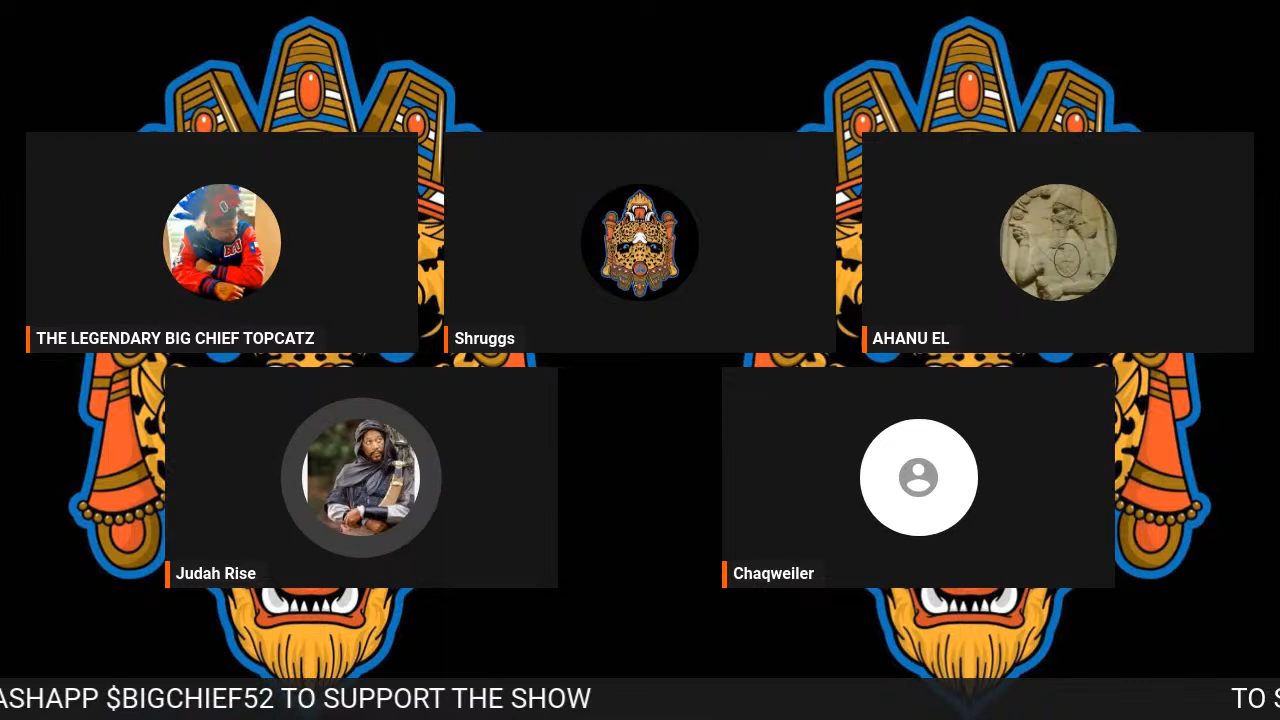 THE LEGENDARY BIG CHIEF TOPCATZ
Shruggs
AHANU EL
Judah Rise
Chaqweiler
ASHAPP $BIGCHIEF52 TO SUPPORT THE SHOW
TO